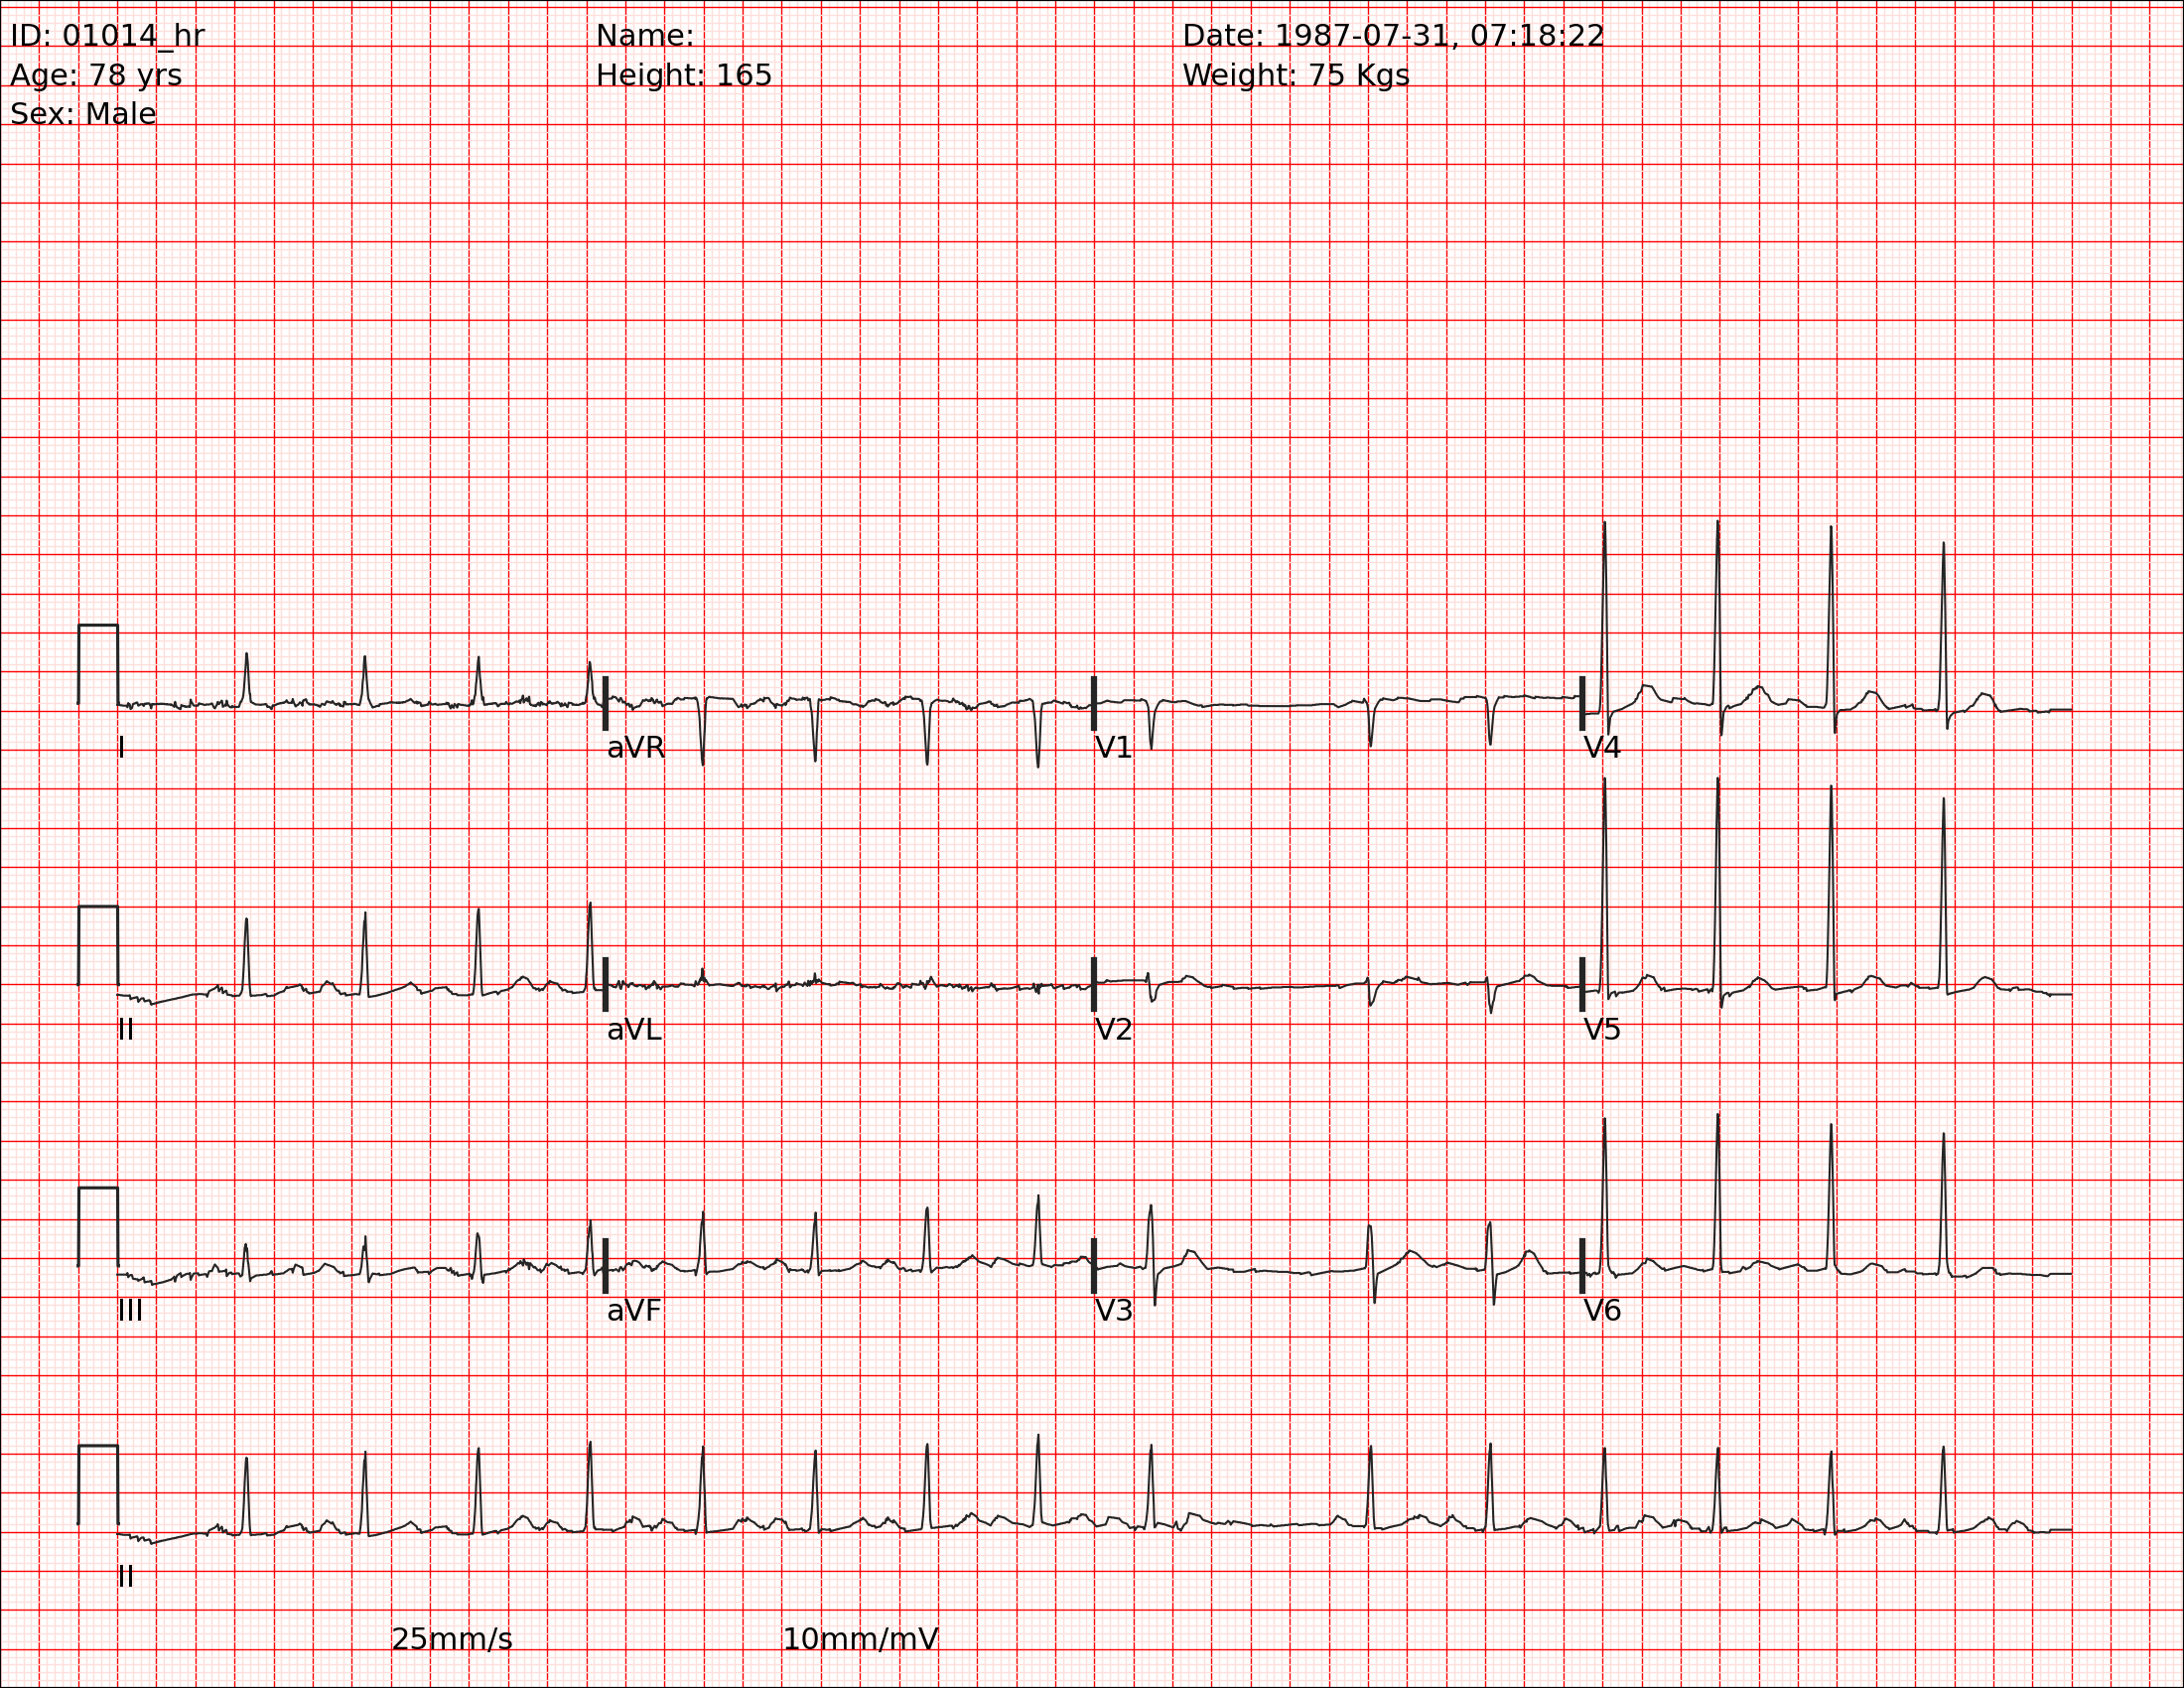 ID: 01014_hr
Name:
Date: 1987-07-31, 07:18:22
Age: 78 yrs
Height: 165
Weight: 75 Kgs
Sex: Male
I
aVR
V1
V4
II
aVL
V2
V5
III
aVF
V3
V6
II
25mm/s
10mm/mV